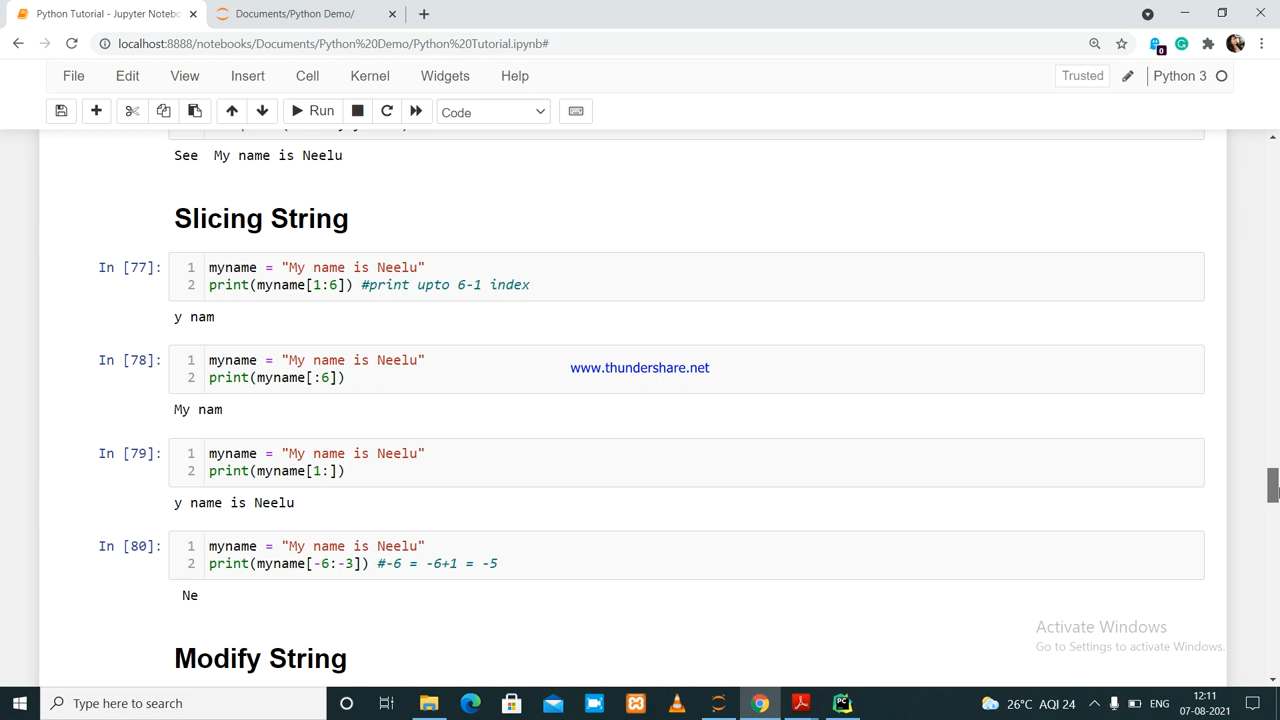 Python Tutorial - Jupyter Notebo
Documents/Python Demo/
localhost:8888/notebooks/Documents/Python%20Demo/Python%20Tutorial.ipynb#
0
File Edit View Insert Cell Kernel Widgets Help
Trusted
Python 3
Run
Code
See  My name is Neelu
Slicing String
In [77]:
1 myname = "My name is Neelu"
2 print(myname[1:6]) #print upto 6-1 index
y nam
In [78]:
1 myname = "My name is Neelu"
2 print(myname[:6])
www.thundershare.net
My nam
In [79]:
1 myname = "My name is Neelu"
2 print(myname[1:])
y name is Neelu
In [80]:
1 myname = "My name is Neelu"
2 print(myname[-6:-3]) #-6 = -6+1 = -5
Ne
Modify String
Activate Windows
Go to Settings to activate Windows.
Type here to search
26°C AQI 24
ENG
12:11
07-08-2021